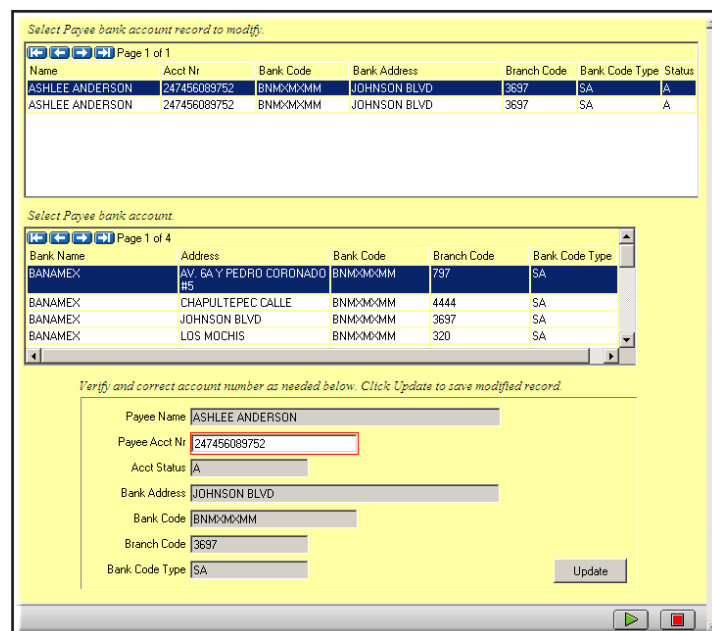 Select Payee bank account record to modify.
Page 1 of 1
Name Acct Nr Bank Code Bank Address Branch Code Bank Code Type Status
ASHLEE ANDERSON 247456089752 BNMXMXMM JOHNSON BLVD 3697 SA A
ASHLEE ANDERSON 247456089752 BNMXMXMM JOHNSON BLVD 3697 SA A
Select Payee bank account.
Page 1 of 4
Bank Name Address Bank Code Branch Code Bank Code Type
BANAMEX AV. 6A Y PEDRO CORONADO BNMXMXMM 797 SA
#5
BANAMEX CHAPULTEPEC CALLE BNMXMXMM 4444 SA
BANAMEX JOHNSON BLVD BNMXMXMM 3697 SA
BANAMEX LOS MOCHIS BNMXMXMM 320 SA
Verify and correct account number as needed below. Click Update to save modified record.
Payee Name ASHLEE ANDERSON
Payee Acct Nr 247456089752
Acct Status A
Bank Address JOHNSON BLVD
Bank Code BNMXMXMM
Branch Code 3697
Bank Code Type SA
Update